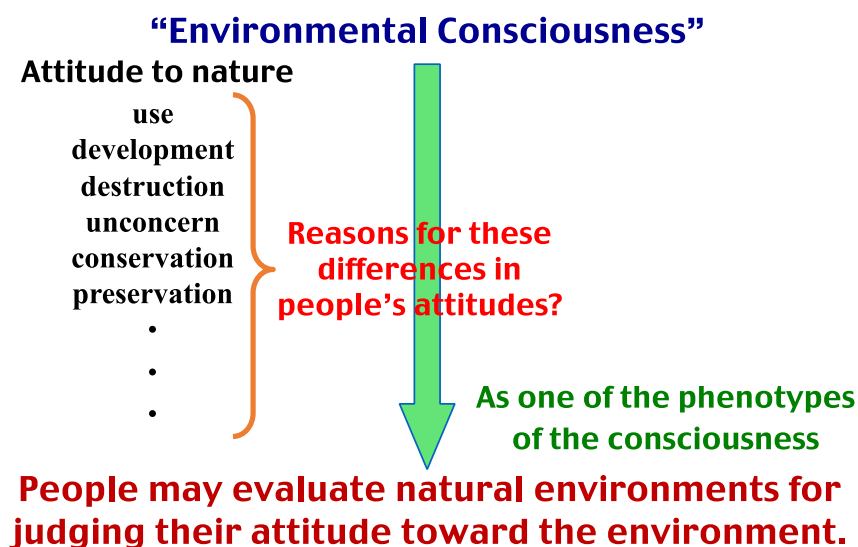 “Environmental Consciousness”
Attitude to nature
use
development
destruction
unconcern
conservation
preservation
.
.
.
Reasons for these
differences in
people’s attitudes?
As one of the phenotypes
of the consciousness
People may evaluate natural environments for
judging their attitude toward the environment.